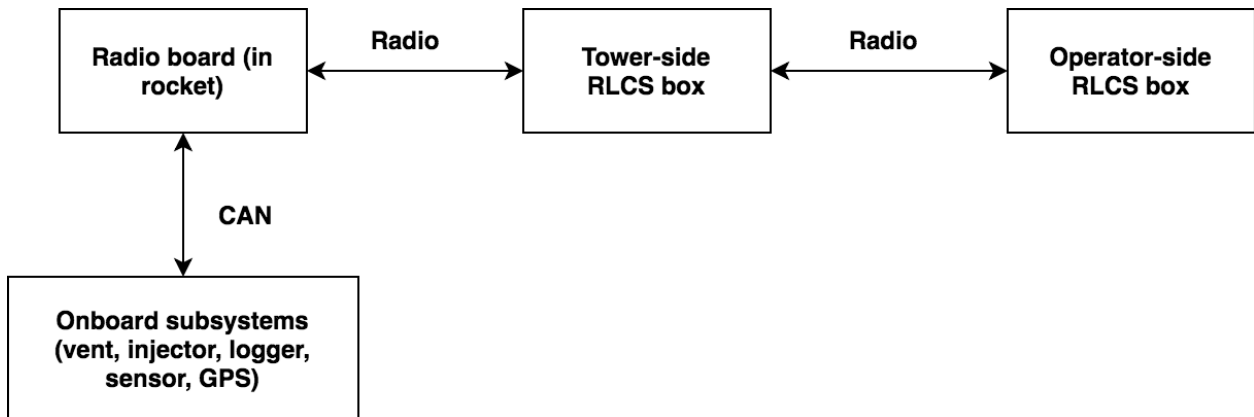 Radio board (in
rocket)
Radio
Tower-side
RLCS box
Radio
Operator-side
RLCS box
CAN
Onboard subsystems
(vent, injector, logger,
sensor, GPS)